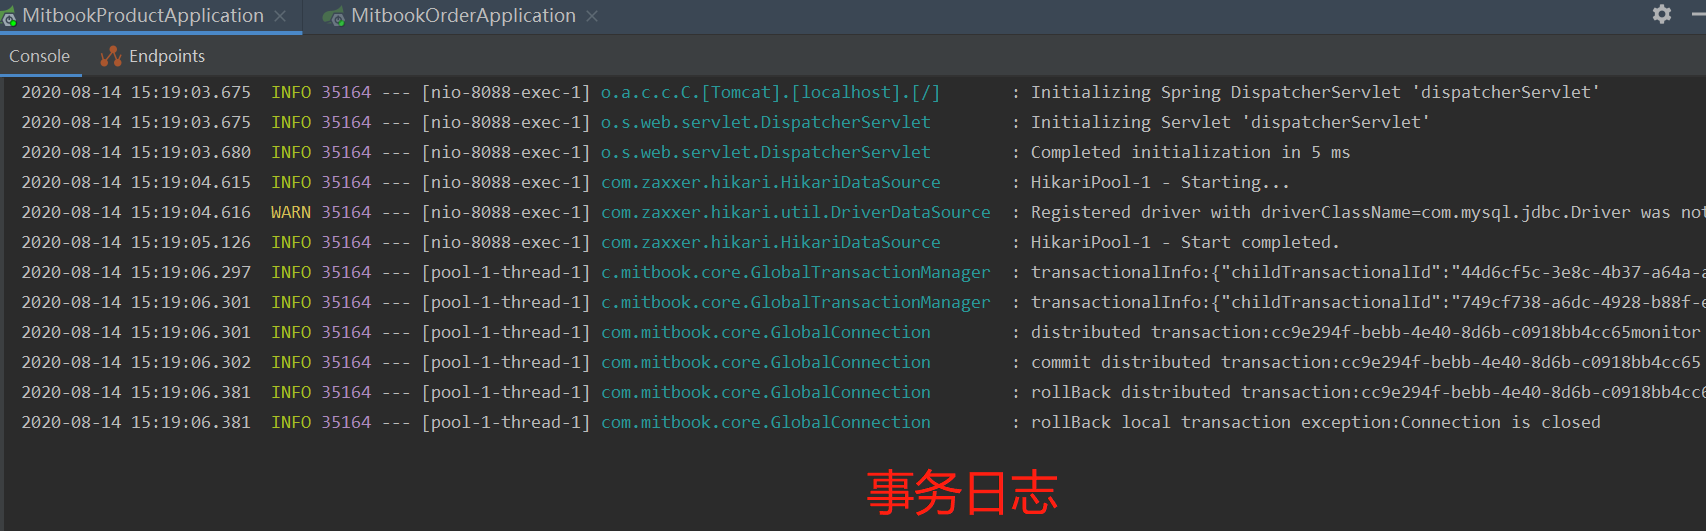 MitbookProductApplication MitbookOrderApplication
Console Endpoints
2020-08-14 15:19:03.675 INFO 35164 --- [nio-8088-exec-1] o.a.c.c.C.[Tomcat].[localhost].[/] : Initializing Spring DispatcherServlet 'dispatcherServlet'
2020-08-14 15:19:03.675 INFO 35164 --- [nio-8088-exec-1] o.s.web.servlet.DispatcherServlet : Initializing Servlet 'dispatcherServlet'
2020-08-14 15:19:03.680 INFO 35164 --- [nio-8088-exec-1] o.s.web.servlet.DispatcherServlet : Completed initialization in 5 ms
2020-08-14 15:19:04.615 INFO 35164 --- [nio-8088-exec-1] com.zaxxer.hikari.HikariDataSource : HikariPool-1 - Starting...
2020-08-14 15:19:04.616 WARN 35164 --- [nio-8088-exec-1] com.zaxxer.hikari.util.DriverDataSource : Registered driver with driverClassName=com.mysql.jdbc.Driver was not
2020-08-14 15:19:05.126 INFO 35164 --- [nio-8088-exec-1] com.zaxxer.hikari.HikariDataSource : HikariPool-1 - Start completed.
2020-08-14 15:19:06.297 INFO 35164 --- [pool-1-thread-1] c.mitbook.core.GlobalTransactionManager : transactionalInfo:{"childTransactionalId":"44d6cf5c-3e8c-4b37-a64a-a
2020-08-14 15:19:06.301 INFO 35164 --- [pool-1-thread-1] c.mitbook.core.GlobalTransactionManager : transactionalInfo:{"childTransactionalId":"749cf738-a6dc-4928-b88f-e
2020-08-14 15:19:06.301 INFO 35164 --- [pool-1-thread-1] com.mitbook.core.GlobalConnection : distributed transaction:cc9e294f-bebb-4e40-8d6b-c0918bb4cc65monitor
2020-08-14 15:19:06.302 INFO 35164 --- [pool-1-thread-1] com.mitbook.core.GlobalConnection : commit distributed transaction:cc9e294f-bebb-4e40-8d6b-c0918bb4cc65
2020-08-14 15:19:06.381 INFO 35164 --- [pool-1-thread-1] com.mitbook.core.GlobalConnection : rollBack distributed transaction:cc9e294f-bebb-4e40-8d6b-c0918bb4cc6
2020-08-14 15:19:06.381 INFO 35164 --- [pool-1-thread-1] com.mitbook.core.GlobalConnection : rollBack local transaction exception:Connection is closed
事务日志